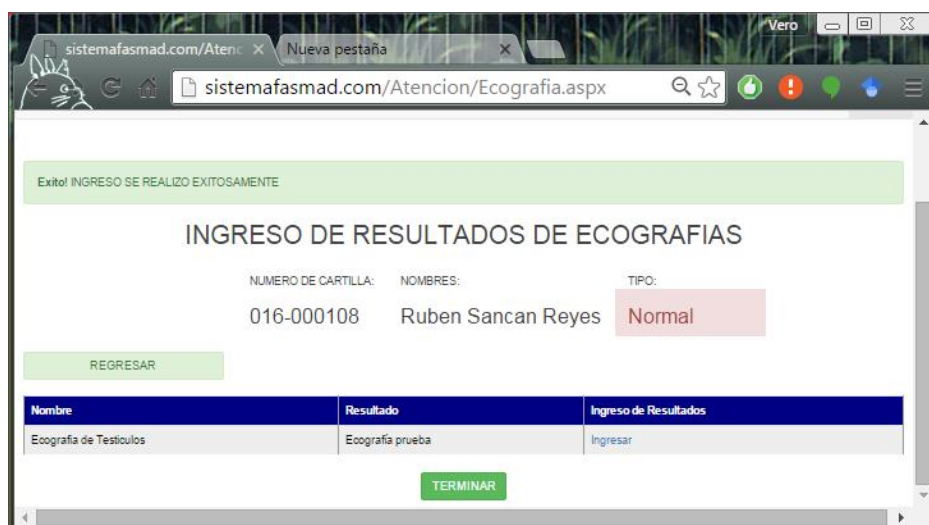 Vero
sistemafasmad.com/Atenc
Nueva pestaña
sistemafasmad.com/Atencion/Ecografia.aspx
Exito! INGRESO SE REALIZO EXITOSAMENTE
INGRESO DE RESULTADOS DE ECOGRAFIAS
NUMERO DE CARTILLA: NOMBRES: TIPO:
016-000108 Ruben Sancan Reyes Normal
REGRESAR
Nombre Resultado Ingreso de Resultados
Ecografia de Testiculos Ecografía prueba Ingresar
TERMINAR